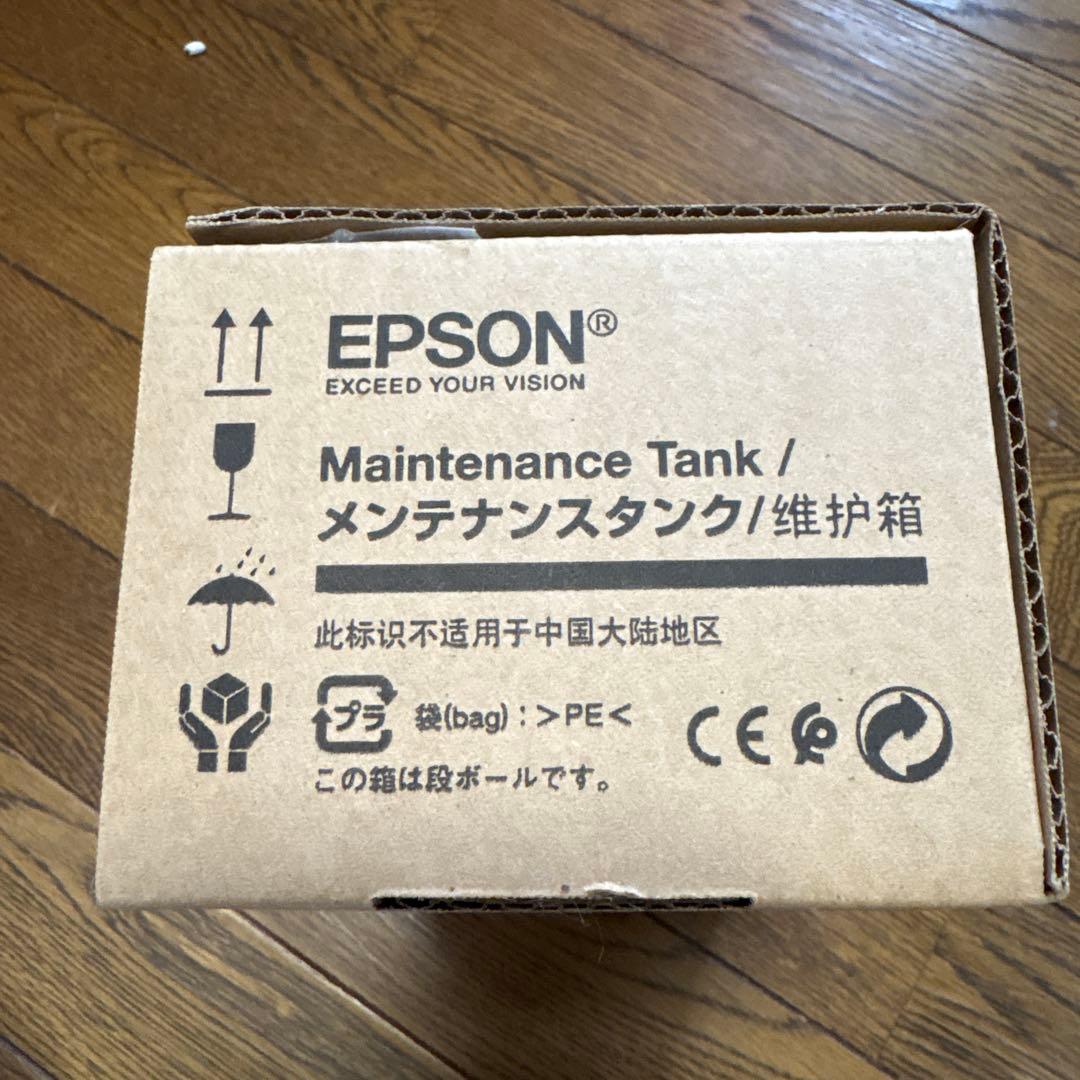 EPSON®
EXCEED YOUR VISION
Maintenance Tank /
メンテナンスタンク/维护箱
此标识不适用于中国大陆地区
プラ 袋(bag):>PE< CE
この箱は段ボールです。